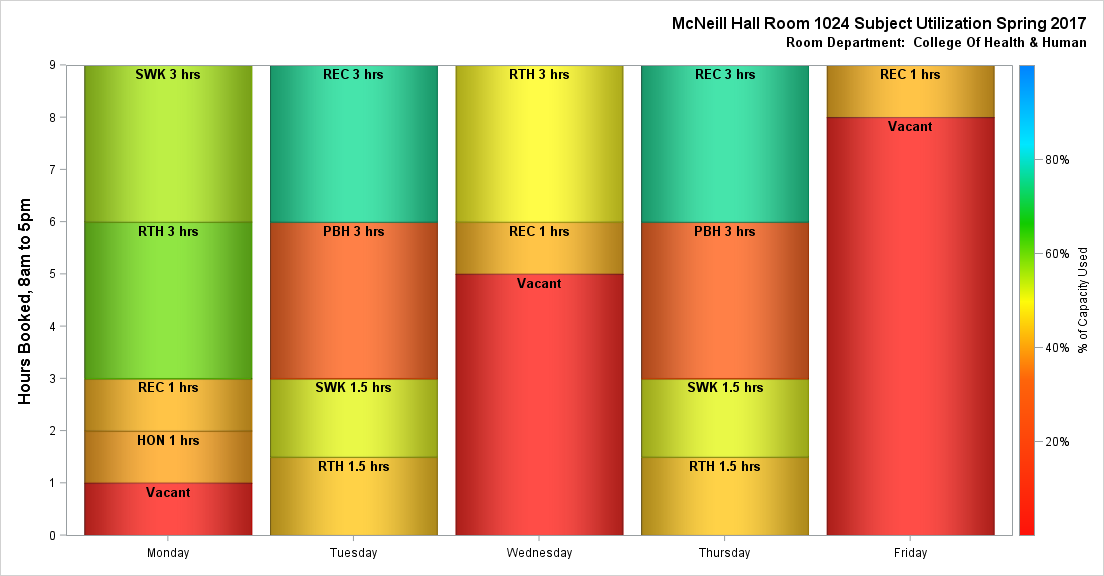 McNeill Hall Room 1024 Subject Utilization Spring 2017
Room Department:  College Of Health & Human
Hours Booked, 8am to 5pm
9
8
7
6
5
4
3
2
1
0
SWK 3 hrs
RTH 3 hrs
REC 1 hrs
HON 1 hrs
Vacant
REC 3 hrs
PBH 3 hrs
SWK 1.5 hrs
RTH 1.5 hrs
RTH 3 hrs
REC 1 hrs
Vacant
REC 3 hrs
PBH 3 hrs
SWK 1.5 hrs
RTH 1.5 hrs
REC 1 hrs
Vacant
Monday
Tuesday
Wednesday
Thursday
Friday
80%
60%
40%
20%
% of Capacity Used